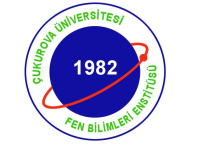 ÇUKUROVA ÜNİVERSİTESİ
1982
FEN BİLİMLERİ ENSTİTÜSÜ